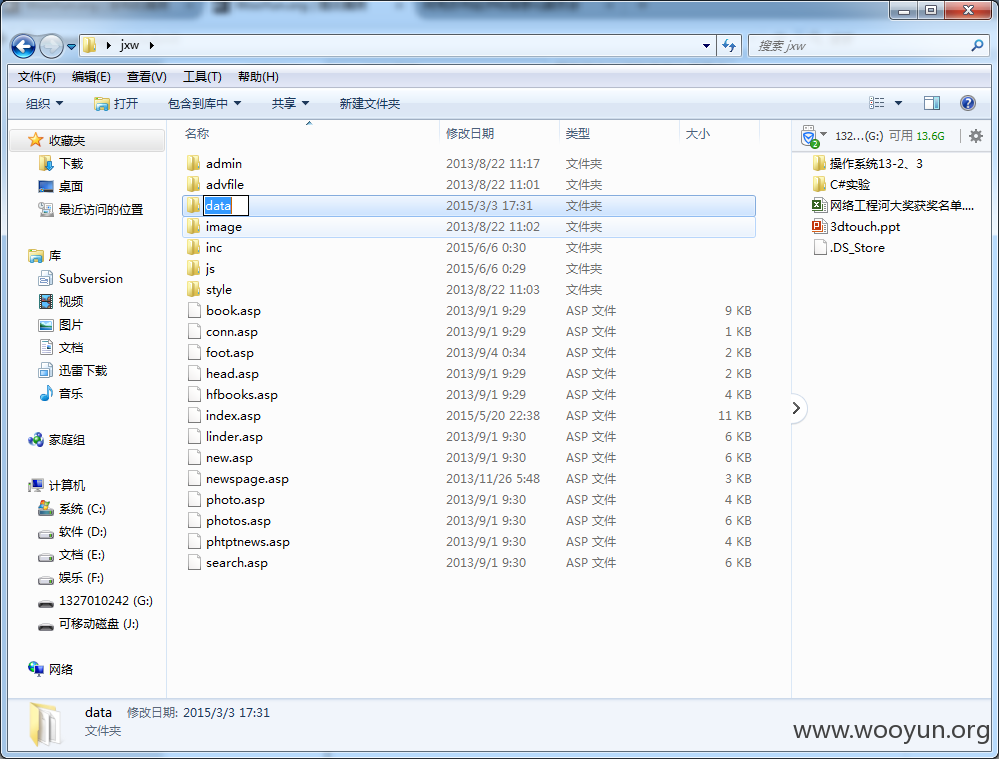 jxw
搜索 jxw
文件(F) 编辑(E) 查看(V) 工具(T) 帮助(H)
组织 打开 包含到库中 共享 新建文件夹
收藏夹
下载
桌面
最近访问的位置
库
Subversion
视频
图片
文档
迅雷下载
音乐
家庭组
计算机
系统 (C:)
软件 (D:)
文档 (E:)
娱乐 (F:)
1327010242 (G:)
可移动磁盘 (J:)
网络
名称 修改日期 类型 大小
admin 2013/8/22 11:17 文件夹
advfile 2013/8/22 11:01 文件夹
data 2015/3/3 17:31 文件夹
image 2013/8/22 11:02 文件夹
inc 2015/6/6 0:30 文件夹
js 2015/6/6 0:29 文件夹
style 2013/8/22 11:03 文件夹
book.asp 2013/9/1 9:29 ASP 文件 9 KB
conn.asp 2013/9/1 9:29 ASP 文件 1 KB
foot.asp 2013/9/4 0:34 ASP 文件 2 KB
head.asp 2013/9/1 9:29 ASP 文件 2 KB
hfbooks.asp 2013/9/1 9:29 ASP 文件 4 KB
index.asp 2015/5/20 22:38 ASP 文件 11 KB
linder.asp 2013/9/1 9:30 ASP 文件 6 KB
new.asp 2013/9/1 9:30 ASP 文件 6 KB
newspage.asp 2013/11/26 5:48 ASP 文件 3 KB
photo.asp 2013/9/1 9:30 ASP 文件 4 KB
photos.asp 2013/9/1 9:30 ASP 文件 6 KB
phtptnews.asp 2013/9/1 9:30 ASP 文件 4 KB
search.asp 2013/9/1 9:30 ASP 文件 6 KB
2 132...(G:) 可用 13.6G
操作系统13-2、3
C#实验
网络工程河大奖获奖名单....
3dtouch.ppt
.DS_Store
data 修改日期: 2015/3/3 17:31
文件夹
www.wooyun.org